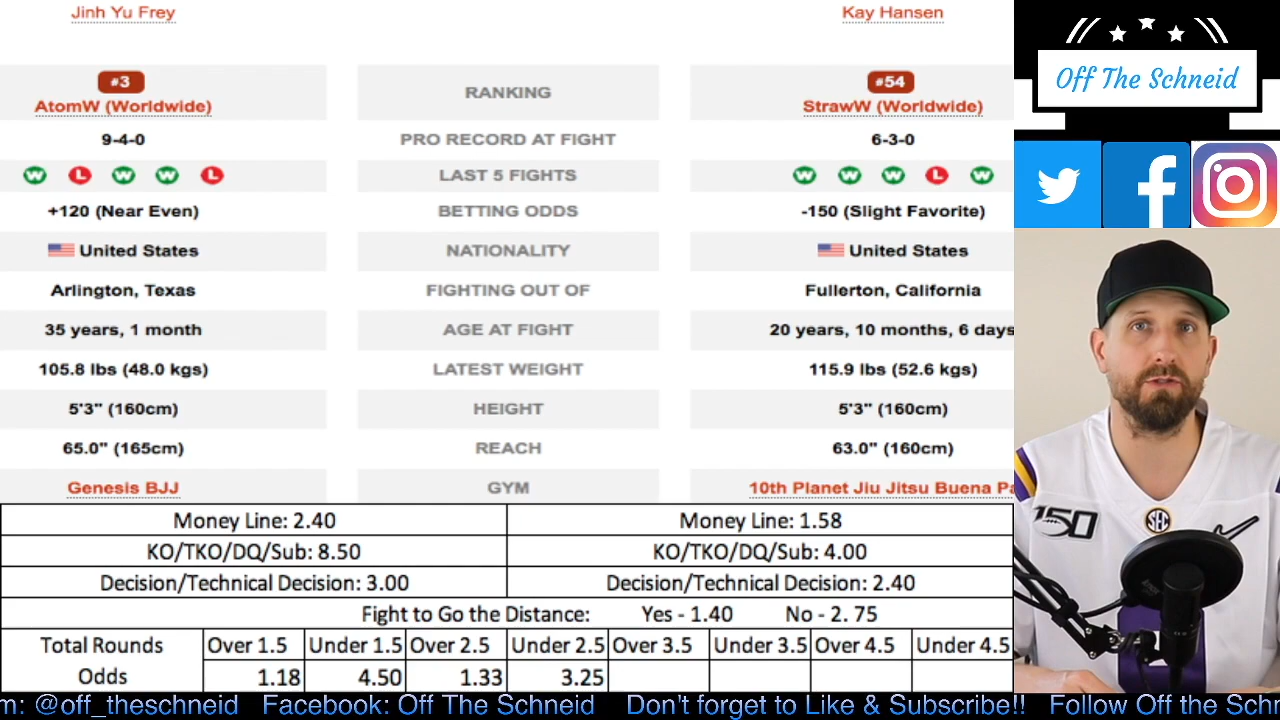 Jinh Yu Frey
Kay Hansen
#3
AtomW (Worldwide)
RANKING
#54
StrawW (Worldwide)
9-4-0
PRO RECORD AT FIGHT
6-3-0
W L W W L
LAST 5 FIGHTS
W W W L W
+120 (Near Even)
BETTING ODDS
-150 (Slight Favorite)
United States
NATIONALITY
United States
Arlington, Texas
FIGHTING OUT OF
Fullerton, California
35 years, 1 month
AGE AT FIGHT
20 years, 10 months, 6 days
105.8 lbs (48.0 kgs)
LATEST WEIGHT
115.9 lbs (52.6 kgs)
5'3" (160cm)
HEIGHT
5'3" (160cm)
65.0" (165cm)
REACH
63.0" (160cm)
Genesis BJJ
GYM
10th Planet Jiu Jitsu Buena Pa
Money Line: 2.40
Money Line: 1.58
KO/TKO/DQ/Sub: 8.50
KO/TKO/DQ/Sub: 4.00
Decision/Technical Decision: 3.00
Decision/Technical Decision: 2.40
Fight to Go the Distance: Yes - 1.40 No - 2.75
Total Rounds Over 1.5 Under 1.5 Over 2.5 Under 2.5 Over 3.5 Under 3.5 Over 4.5 Under 4.5
Odds 1.18 4.50 1.33 3.25
m: @off_theschneid Facebook: Off The Schneid Don't forget to Like & Subscribe!! Follow Off the Schn
Off The Schneid
150
SEC